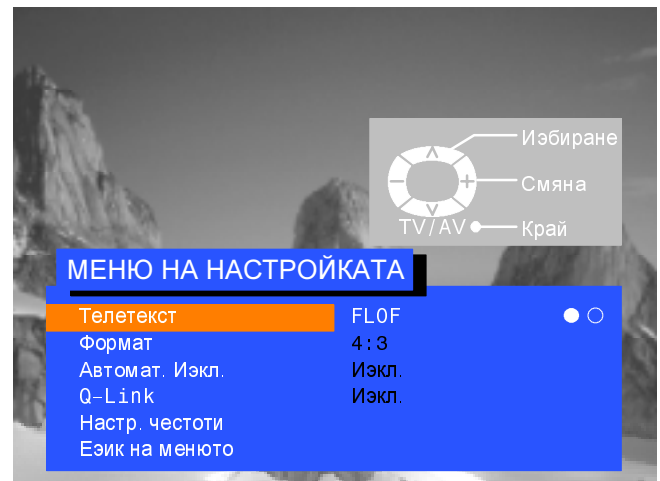 Иэбиране
Смяна
TV/AV Край
МЕНЮ НА НАСТРОЙКАТА
Телетекст FLOF
Формат 4:3
Автомат. Иэкл. Иэкл.
Q-Link Иэкл.
Настр. честоти
Еэик на менюто